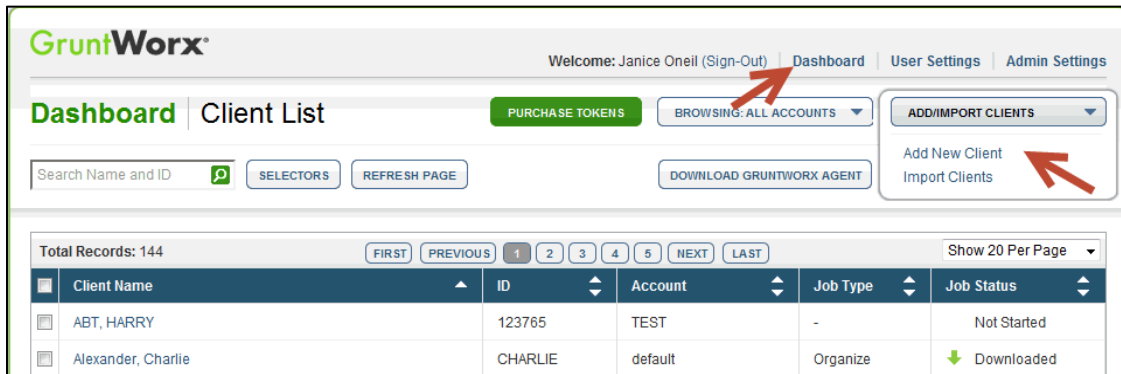 GruntWorx
Welcome: Janice Oneil (Sign-Out) Dashboard User Settings Admin Settings
Dashboard Client List PURCHASE TOKENS BROWSING: ALL ACCOUNTS ADD/IMPORT CLIENTS
Add New Client
Import Clients
Search Name and ID SELECTORS REFRESH PAGE DOWNLOAD GRUNTWORX AGENT
Total Records: 144 FIRST PREVIOUS 1 2 3 4 5 NEXT LAST Show 20 Per Page
Client Name ID Account Job Type Job Status
ABT, HARRY 123765 TEST - Not Started
Alexander, Charlie CHARLIE default Organize Downloaded